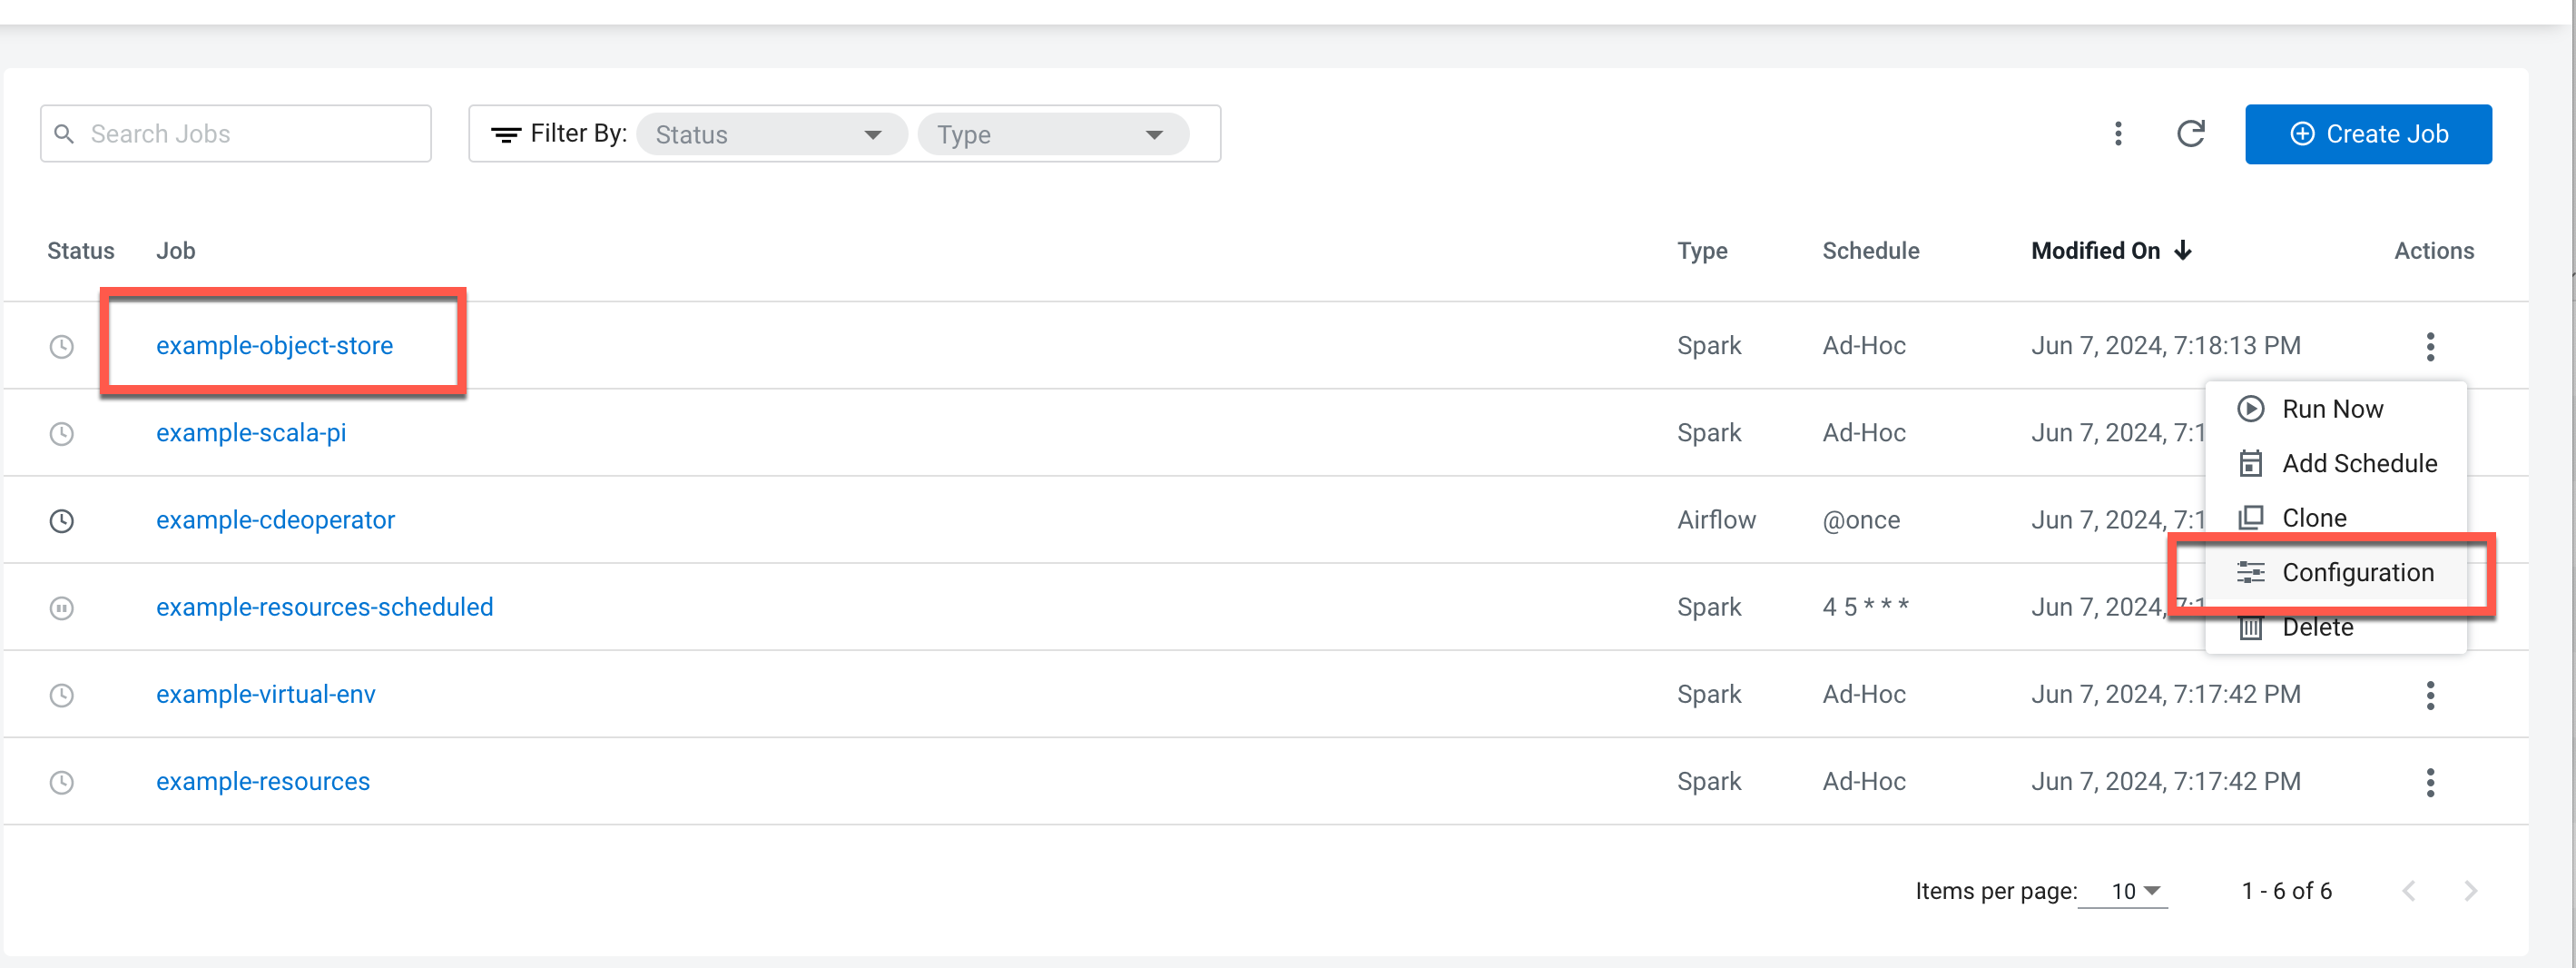 Search Jobs Filter By: Status Type Create Job
Status Job Type Schedule Modified On Actions
example-object-store Spark Ad-Hoc Jun 7, 2024, 7:18:13 PM
Run Now
example-scala-pi Spark Ad-Hoc Jun 7, 2024, 7:1
Add Schedule
example-cdeoperator Airflow @once Jun 7, 2024, 7:1
Clone
Configuration
example-resources-scheduled Spark 4 5 * * * Jun 7, 2024, 7:1
Delete
example-virtual-env Spark Ad-Hoc Jun 7, 2024, 7:17:42 PM
example-resources Spark Ad-Hoc Jun 7, 2024, 7:17:42 PM
Items per page: 10 1 - 6 of 6